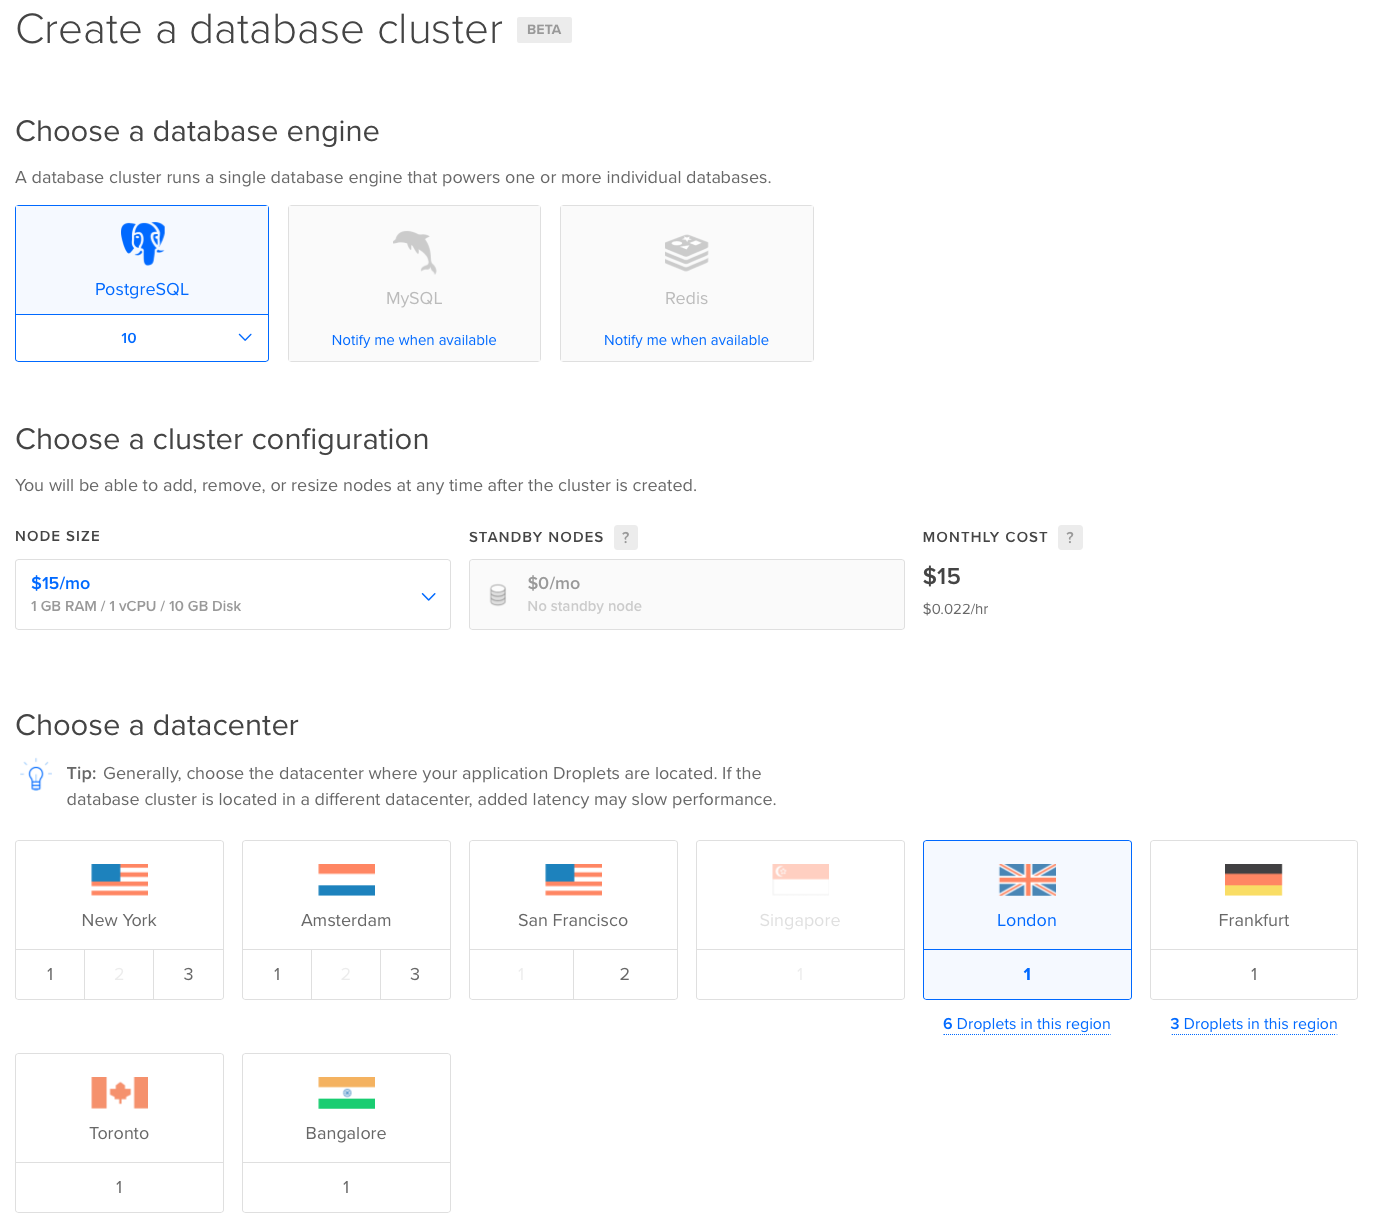 Create a database cluster BETA
Choose a database engine
A database cluster runs a single database engine that powers one or more individual databases.
PostgreSQL
10
MySQL
Notify me when available
Redis
Notify me when available
Choose a cluster configuration
You will be able to add, remove, or resize nodes at any time after the cluster is created.
NODE SIZE
$15/mo
1 GB RAM / 1 vCPU / 10 GB Disk
STANDBY NODES ?
$0/mo
No standby node
MONTHLY COST ?
$15
$0.022/hr
Choose a datacenter
Tip: Generally, choose the datacenter where your application Droplets are located. If the
database cluster is located in a different datacenter, added latency may slow performance.
New York
1 2 3
Amsterdam
1 2 3
San Francisco
1 2
Singapore
1
London
1
6 Droplets in this region
Frankfurt
1
3 Droplets in this region
Toronto
1
Bangalore
1